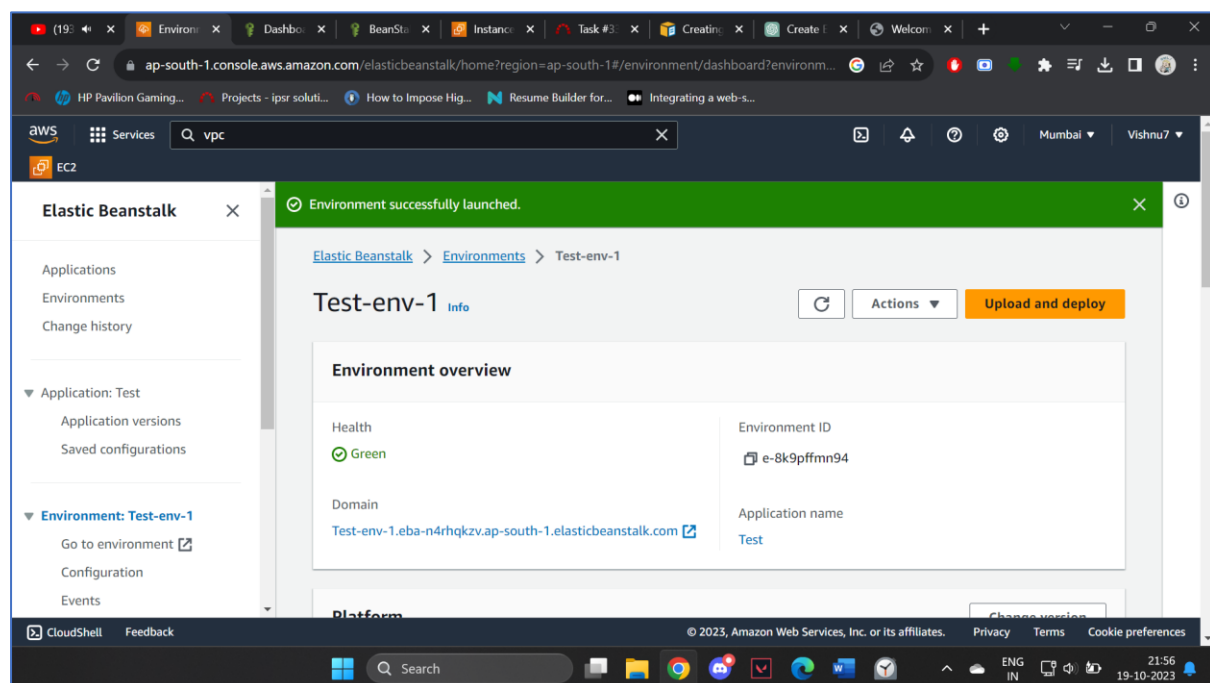 (193
Environ
Dashbo
BeanSta
Instance
Task #3
Creating
Create E
Welcom
ap-south-1.console.aws.amazon.com/elasticbeanstalk/home?region=ap-south-1#/environment/dashboard?environm...
HP Pavilion Gaming...
Projects - ipsr soluti...
How to Impose Hig...
Resume Builder for...
Integrating a web-s...
aws
Services
vpc
Mumbai ▼
Vishnu7 ▼
EC2
Elastic Beanstalk
Environment successfully launched.
Applications
Environments
Change history
Application: Test
Application versions
Saved configurations
Environment: Test-env-1
Go to environment
Configuration
Events
Elastic Beanstalk > Environments > Test-env-1
Test-env-1 Info
Actions ▼
Upload and deploy
Environment overview
Health
Green
Environment ID
e-8k9pffmn94
Domain
Test-env-1.eba-n4rhqkzv.ap-south-1.elasticbeanstalk.com
Application name
Test
Platform
Change version
CloudShell
Feedback
© 2023, Amazon Web Services, Inc. or its affiliates.
Privacy
Terms
Cookie preferences
Search
ENG
IN
21:56
19-10-2023